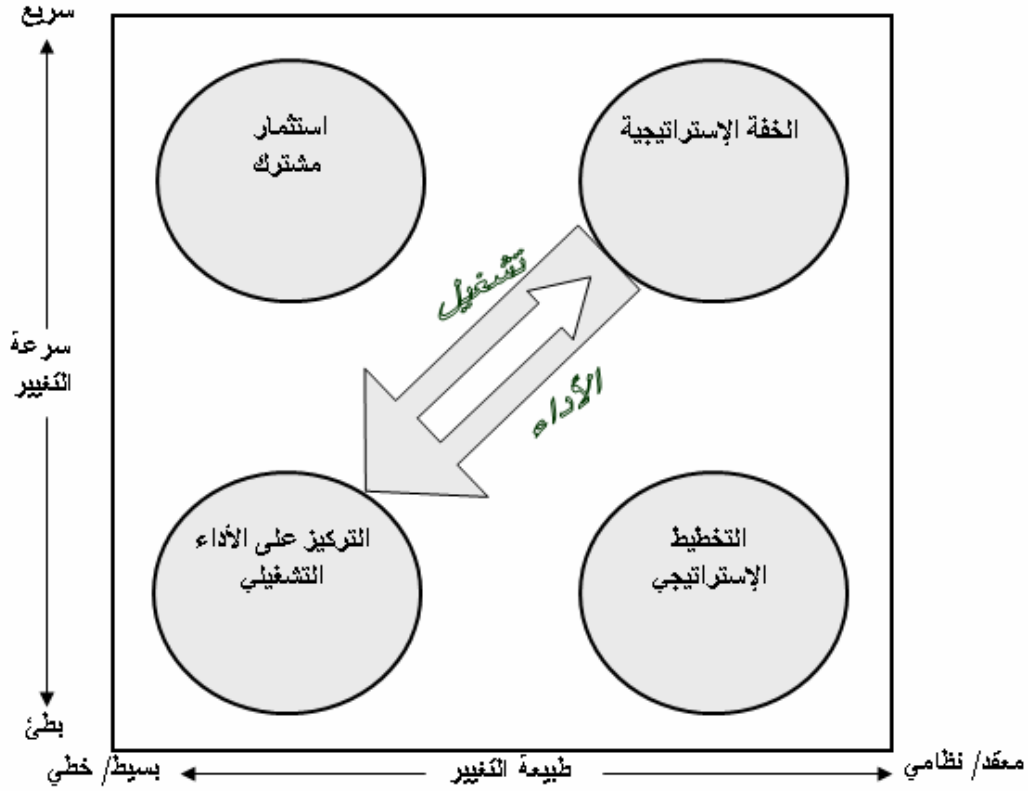 سريع
الخفة الإستراتيجية
استثمار
مشترك
تشغيل
سرعة
التغيير
الأداء
التخطيط
الإستراتيجي
التركيز على الأداء
التشغيلي
بطئ
معقد/ نظامي
طبيعة التغيير
بسيط/ خطي